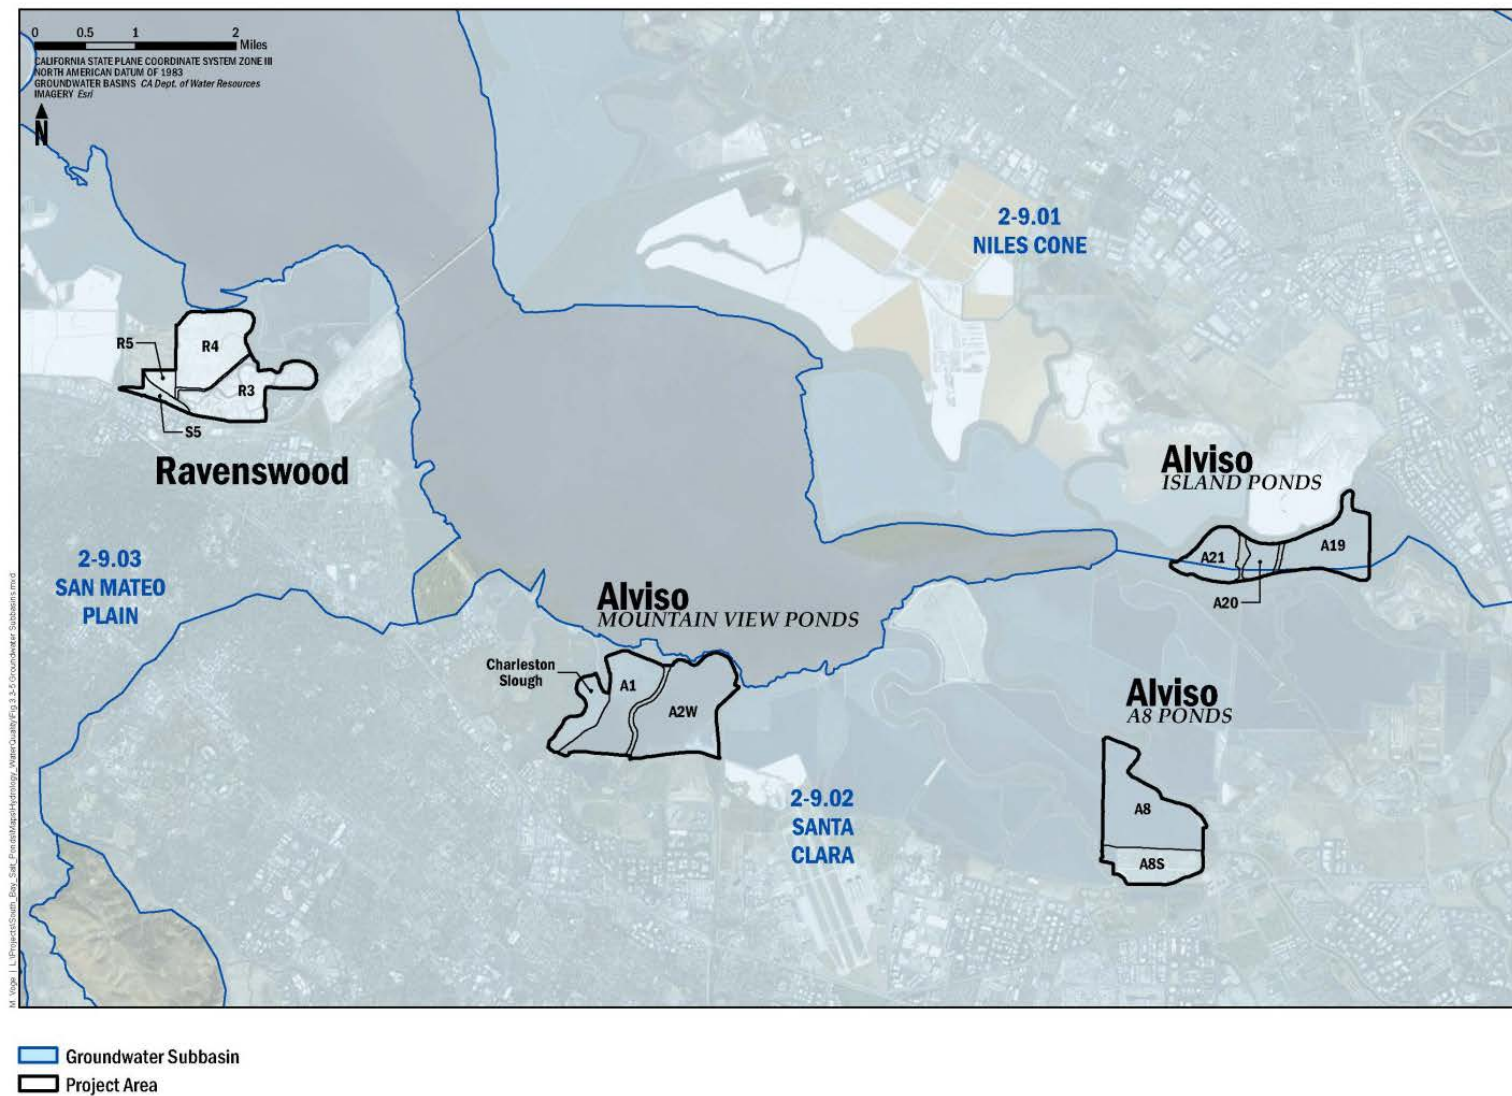 0 0.5 1 2
Miles
CALIFORNIA STATE PLANE COORDINATE SYSTEM ZONE III
NORTH AMERICAN DATUM OF 1983
GROUNDWATER BASINS CA Dept. of Water Resources
IMAGERY Esri
N
2-9.01
NILES CONE
R5
R4
R3
S5
Ravenswood
Alviso
ISLAND PONDS
A21
A19
A20
2-9.03
SAN MATEO
PLAIN
Alviso
MOUNTAIN VIEW PONDS
Charleston
Slough
A1
A2W
Alviso
A8 PONDS
A8
A8S
2-9.02
SANTA
CLARA
Groundwater Subbasin
Project Area